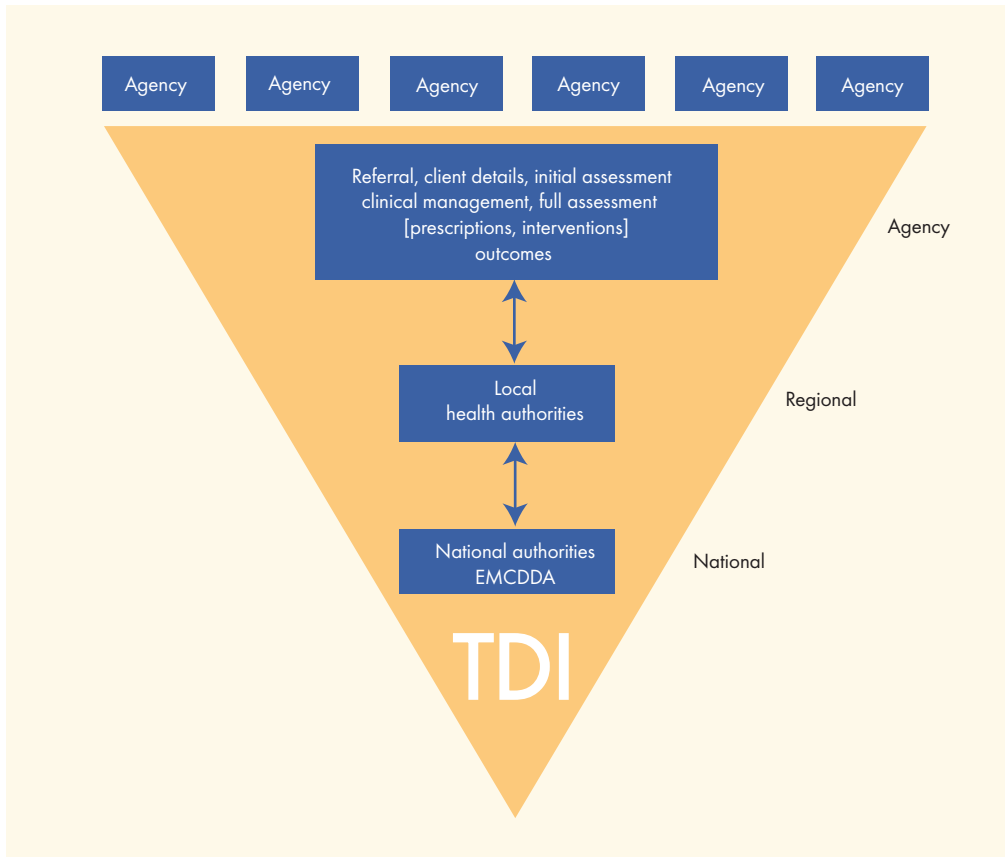 Agency Agency Agency Agency Agency Agency
Referral, client details, initial assessment
clinical management, full assessment
[prescriptions, interventions]
outcomes
Agency
Local
health authorities
Regional
National authorities
EMCDDA
National
TDI